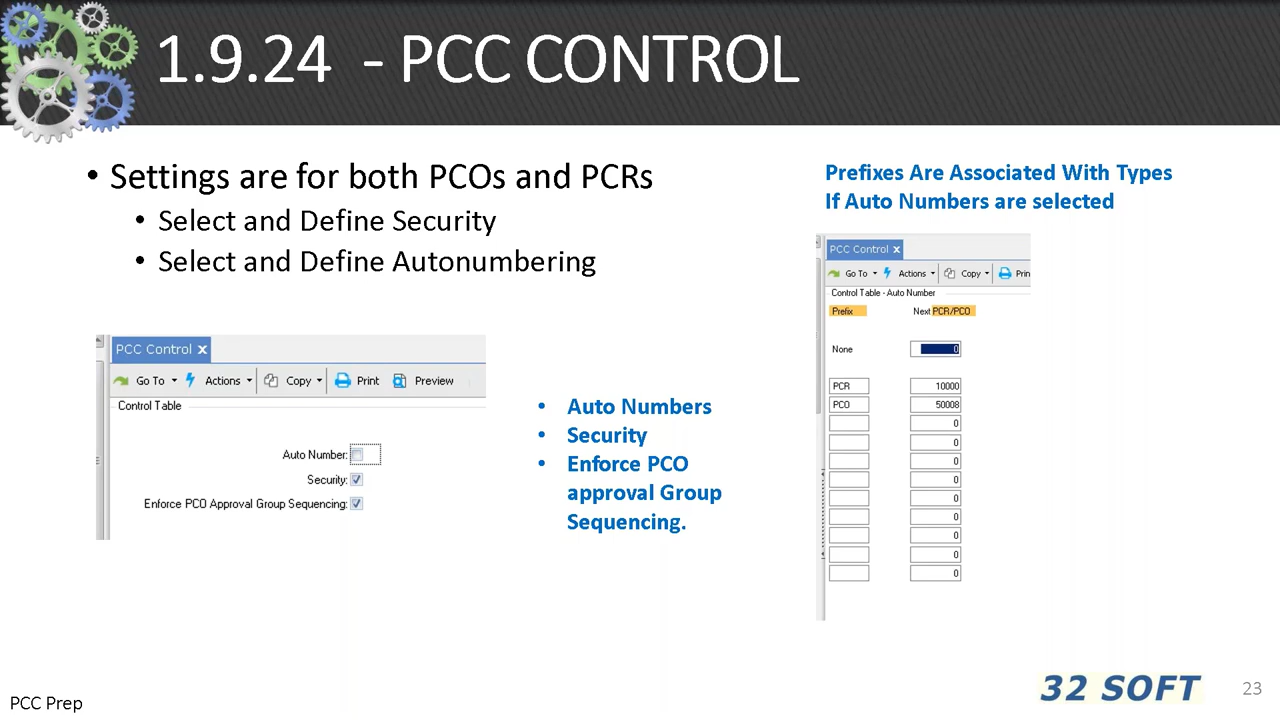 1.9.24 - PCC CONTROL
• Settings are for both PCOs and PCRs
• Select and Define Security
• Select and Define Autonumbering
PCC Control x
Go To Actions Copy Print Preview
Control Table
Auto Number:
Security:
Enforce PCO Approval Group Sequencing:
• Auto Numbers
• Security
• Enforce PCO
approval Group
Sequencing.
Prefixes Are Associated With Types
If Auto Numbers are selected
PCC Control x
Go To Actions Copy Prin
Control Table - Auto Number
Prefix Next PCR/PCO
None 0
PCR 10000
PCO 50008
0
0
0
0
0
0
0
0
0
PCC Prep
32 SOFT
23